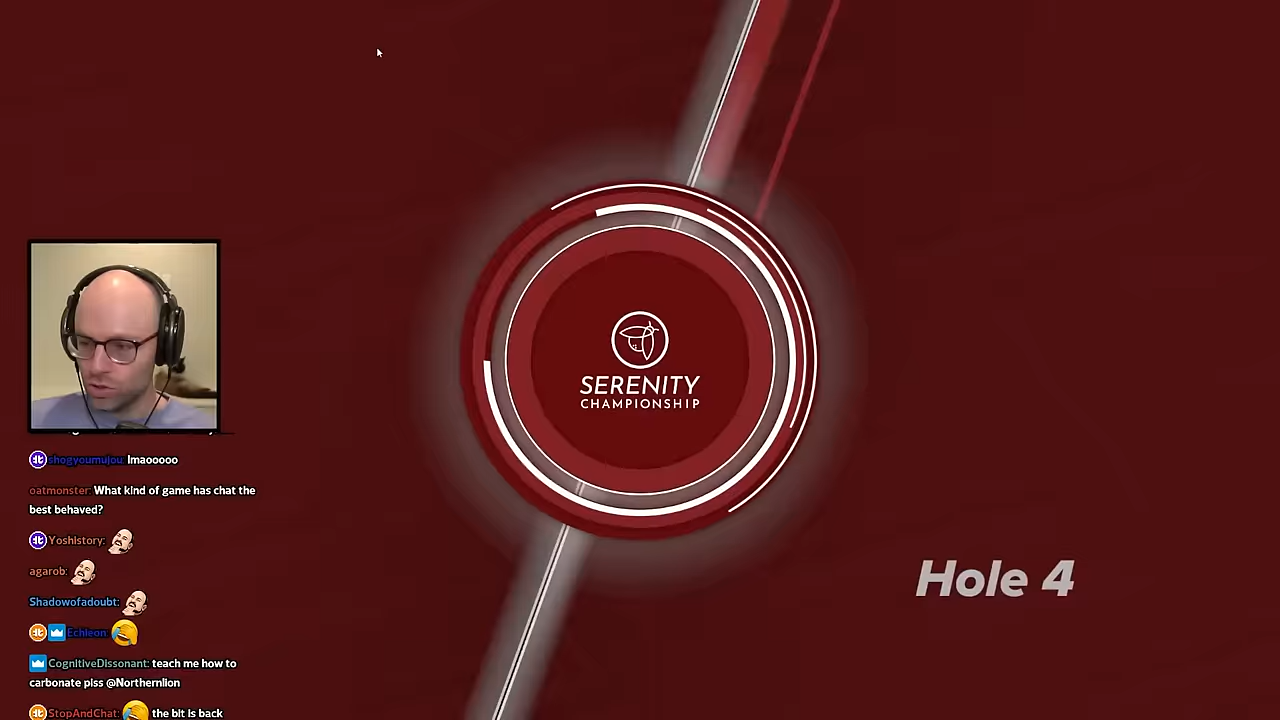 SERENITY
CHAMPIONSHIP
Hole 4
shogyoumujou: lmaooooo
oatmonster: What kind of game has chat the
best behaved?
Yoshistory:
agarob:
Shadowofadoubt:
Echleon:
CognitiveDissonant: teach me how to
carbonate piss @Northernlion
StopAndChat: the bit is back